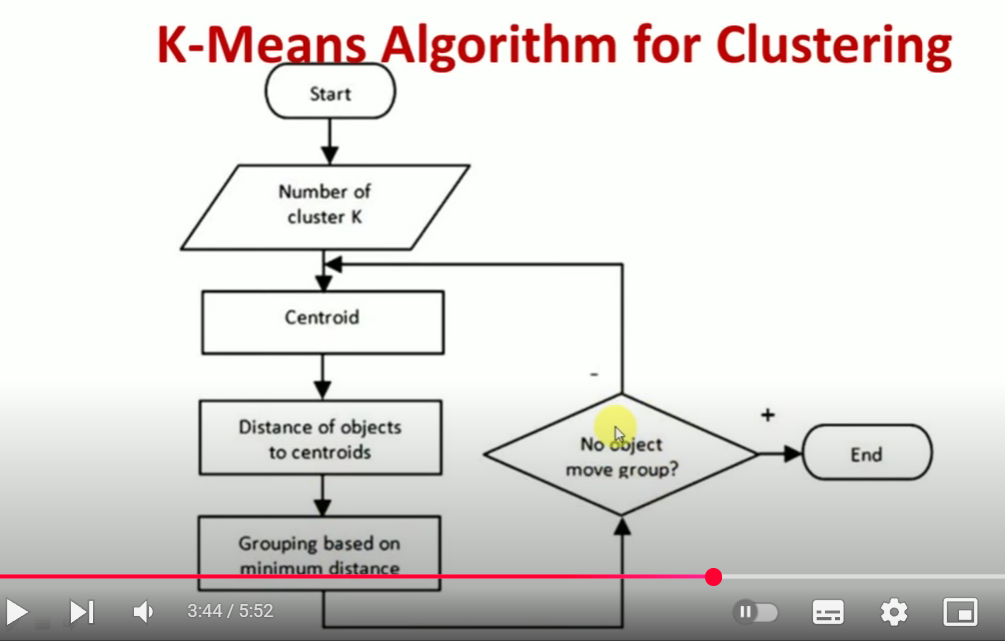 K-Means Algorithm for Clustering
Start
Number of
cluster K
Centroid
Distance of objects
to centroids
Grouping based on
minimum distance
-
No object
move group?
+
End
3:44 / 5:52